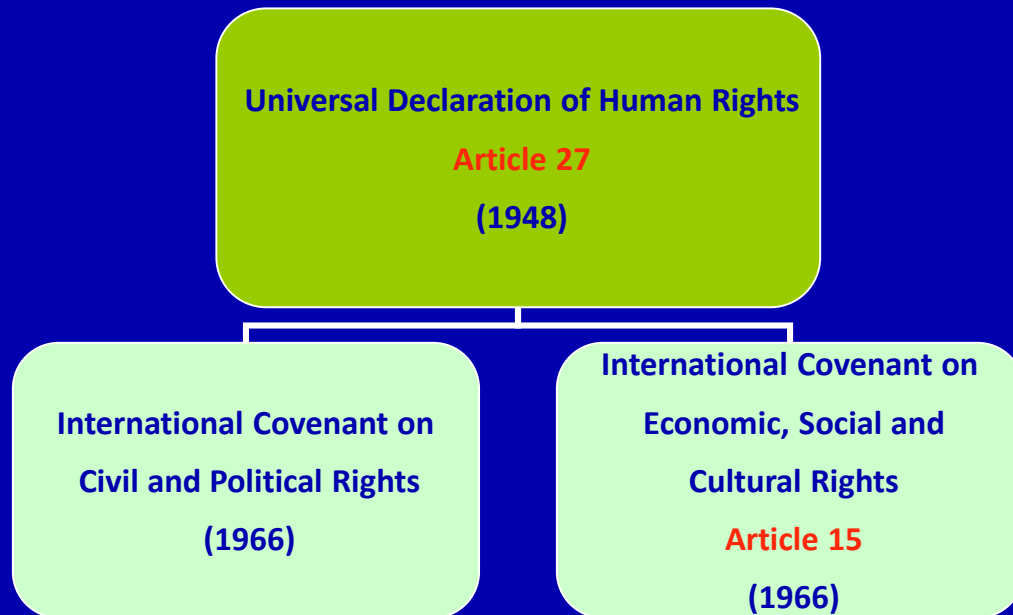 Universal Declaration of Human Rights
Article 27
(1948)
International Covenant on
Civil and Political Rights
(1966)
International Covenant on
Economic, Social and
Cultural Rights
Article 15
(1966)